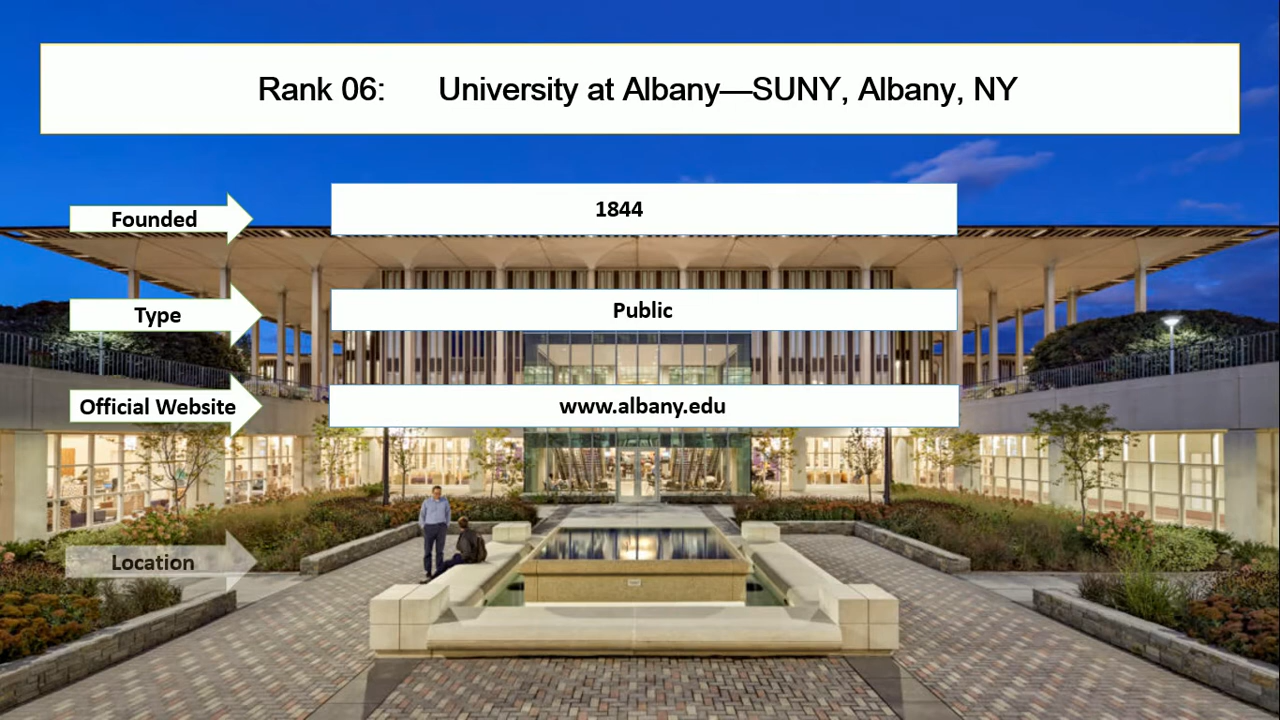 Rank 06: University at Albany—SUNY, Albany, NY
Founded
1844
Type
Public
Official Website
www.albany.edu
Location